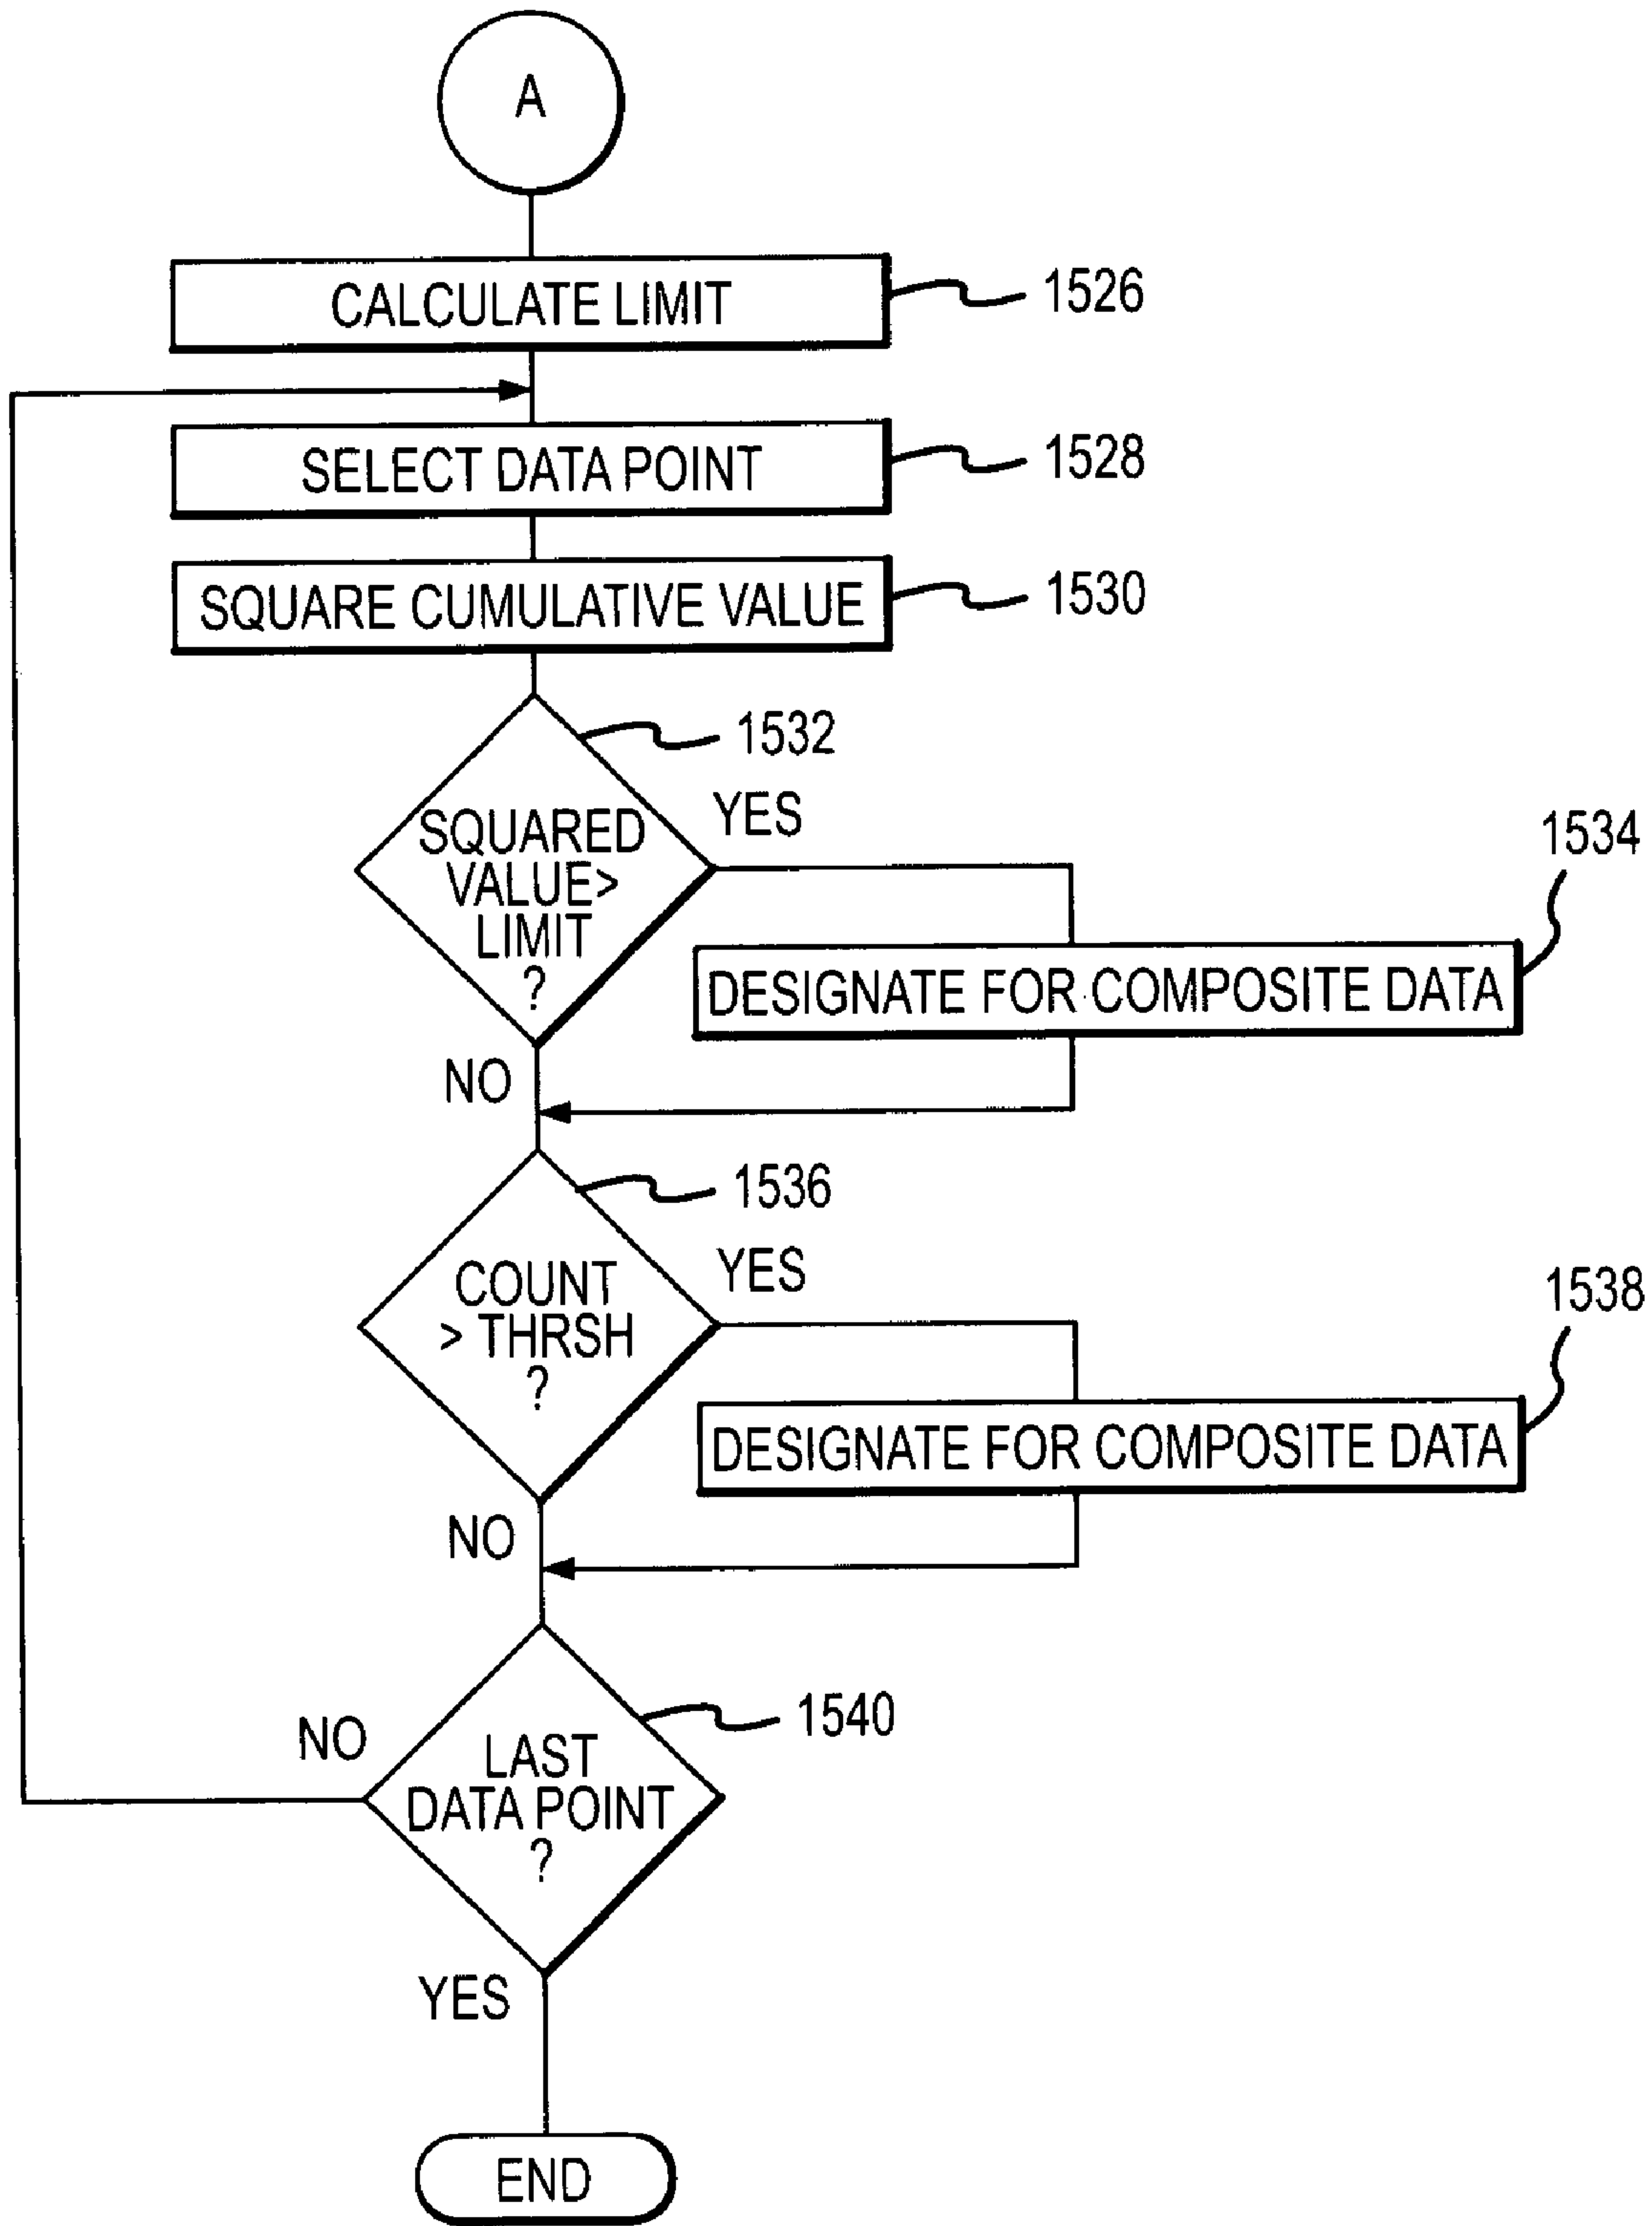 A
CALCULATE LIMIT
1526
SELECT DATA POINT
1528
SQUARE CUMULATIVE VALUE
1530
1532
SQUARED
VALUE>
LIMIT
?
YES
1534
DESIGNATE FOR COMPOSITE DATA
NO
1536
COUNT
> THRSH
?
YES
1538
DESIGNATE FOR COMPOSITE DATA
NO
1540
LAST
DATA POINT
?
NO
YES
END